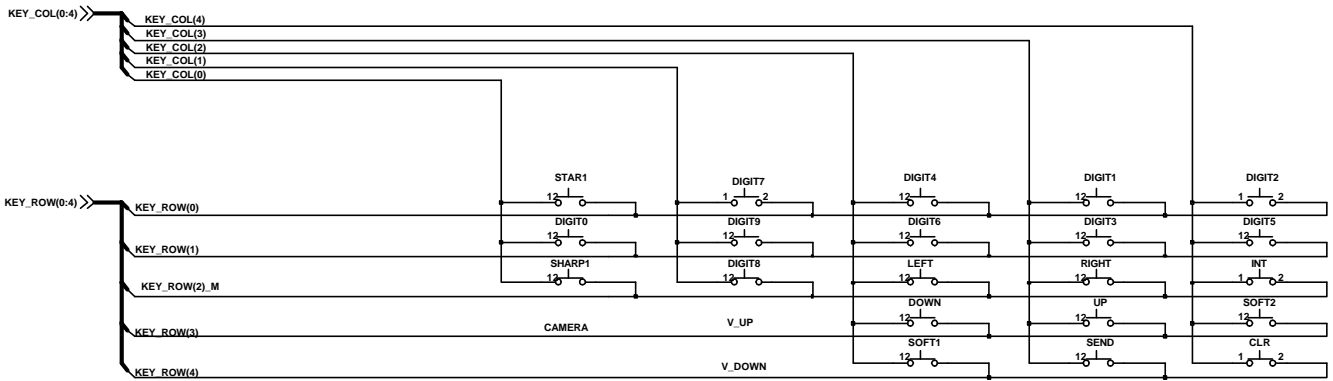 KEY_COL(0:4)
KEY_COL(4)
KEY_COL(3)
KEY_COL(2)
KEY_COL(1)
KEY_COL(0)
STAR1 DIGIT7 DIGIT4 DIGIT1 DIGIT2
12 1 2 12 12 1 2
KEY_ROW(0:4)
KEY_ROW(0)
DIGIT0 DIGIT9 DIGIT6 DIGIT3 DIGIT5
12 12 12 12 12
KEY_ROW(1)
SHARP1 DIGIT8 LEFT RIGHT INT
12 12 12 12 1 2
KEY_ROW(2)_M
DOWN UP SOFT2
12 12 12
KEY_ROW(3) CAMERA V_UP
SOFT1 SEND CLR
12 12 1 2
KEY_ROW(4) V_DOWN